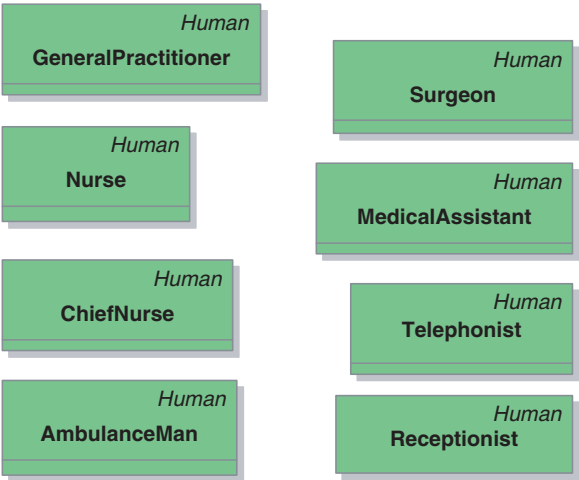 Human
GeneralPractitioner
Human
Surgeon
Human
Nurse
Human
MedicalAssistant
Human
ChiefNurse
Human
Telephonist
Human
AmbulanceMan
Human
Receptionist